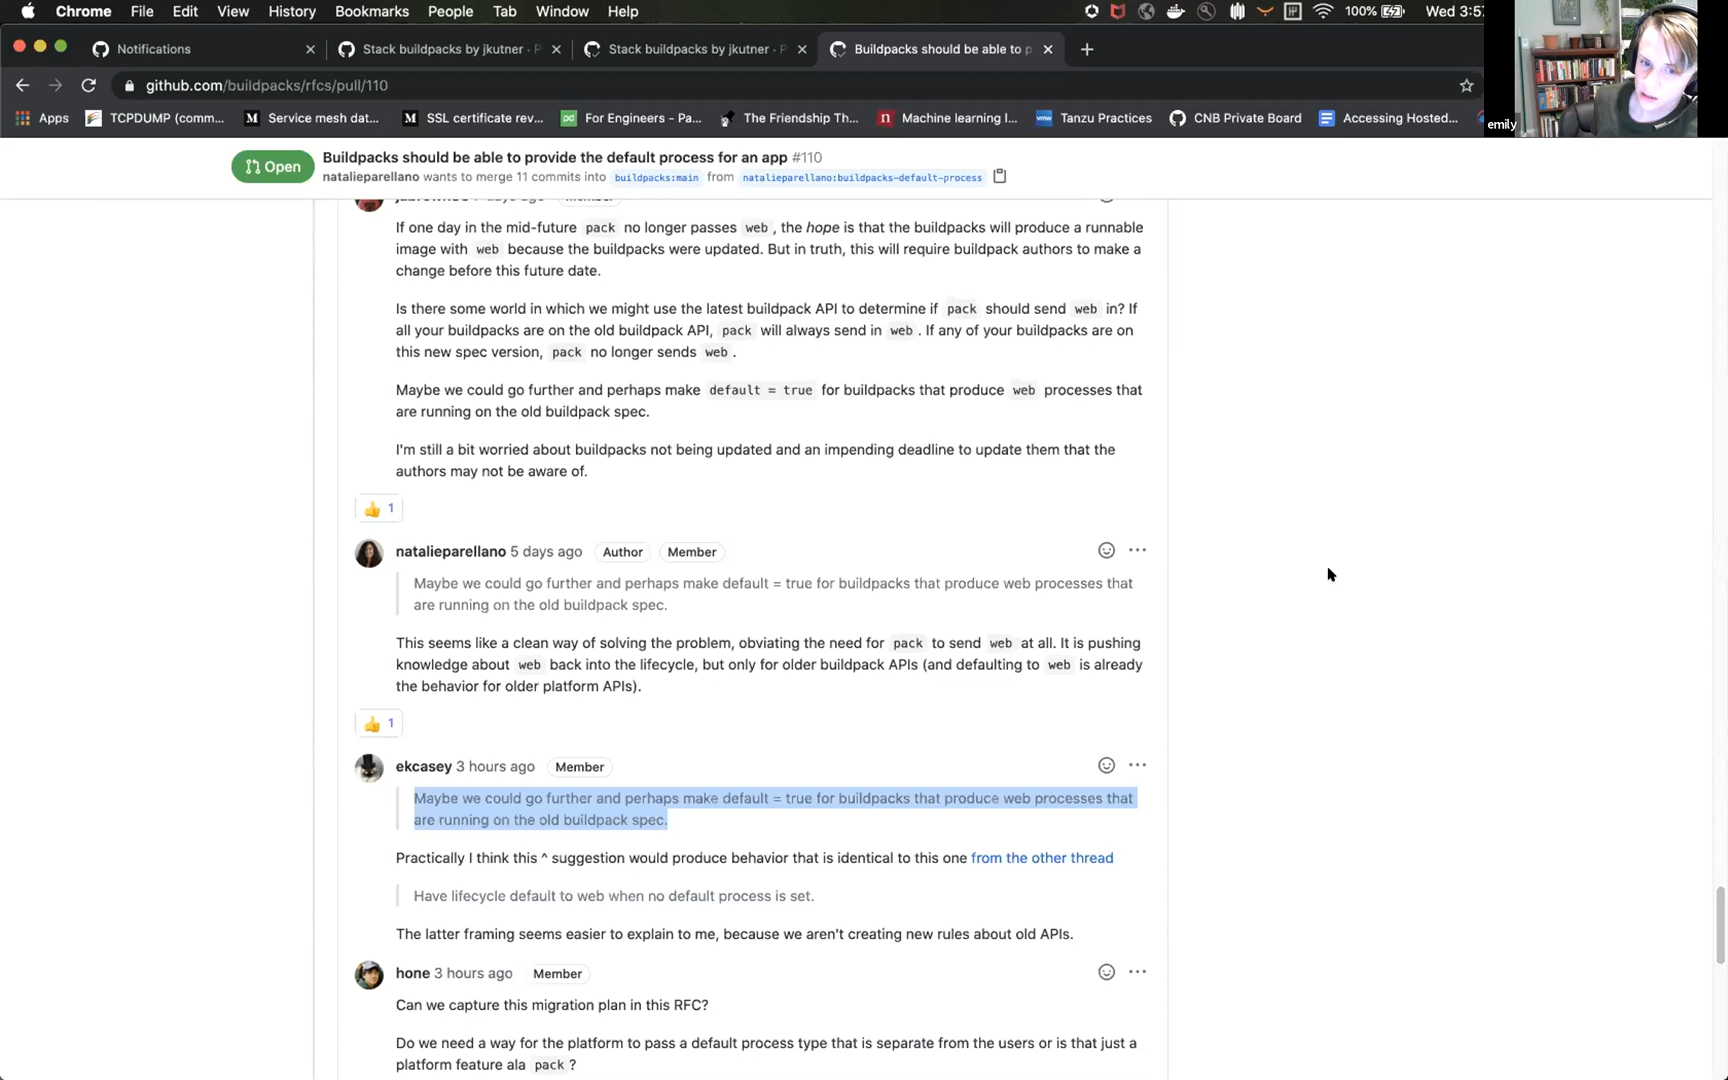 Chrome File Edit View History Bookmarks People Tab Window Help 100% Wed 3:57
Notifications
Stack buildpacks by jkutner · P
Stack buildpacks by jkutner · P
Buildpacks should be able to p
github.com/buildpacks/rfcs/pull/110
Apps TCPDUMP (comm... Service mesh dat... SSL certificate rev... For Engineers - Pa... The Friendship Th... Machine learning I... Tanzu Practices CNB Private Board Accessing Hosted...
emily
Open
Buildpacks should be able to provide the default process for an app #110
natalieparellano wants to merge 11 commits into buildpacks:main from natalieparellano:buildpacks-default-process
If one day in the mid-future pack no longer passes web , the hope is that the buildpacks will produce a runnable
image with web because the buildpacks were updated. But in truth, this will require buildpack authors to make a
change before this future date.
Is there some world in which we might use the latest buildpack API to determine if pack should send web in? If
all your buildpacks are on the old buildpack API, pack will always send in web . If any of your buildpacks are on
this new spec version, pack no longer sends web .
Maybe we could go further and perhaps make default = true for buildpacks that produce web processes that
are running on the old buildpack spec.
I'm still a bit worried about buildpacks not being updated and an impending deadline to update them that the
authors may not be aware of.
👍 1
natalieparellano 5 days ago Author Member
Maybe we could go further and perhaps make default = true for buildpacks that produce web processes that
are running on the old buildpack spec.
This seems like a clean way of solving the problem, obviating the need for pack to send web at all. It is pushing
knowledge about web back into the lifecycle, but only for older buildpack APIs (and defaulting to web is already
the behavior for older platform APIs).
👍 1
ekcasey 3 hours ago Member
Maybe we could go further and perhaps make default = true for buildpacks that produce web processes that
are running on the old buildpack spec.
Practically I think this ^ suggestion would produce behavior that is identical to this one from the other thread
Have lifecycle default to web when no default process is set.
The latter framing seems easier to explain to me, because we aren't creating new rules about old APIs.
hone 3 hours ago Member
Can we capture this migration plan in this RFC?
Do we need a way for the platform to pass a default process type that is separate from the users or is that just a
platform feature ala pack ?